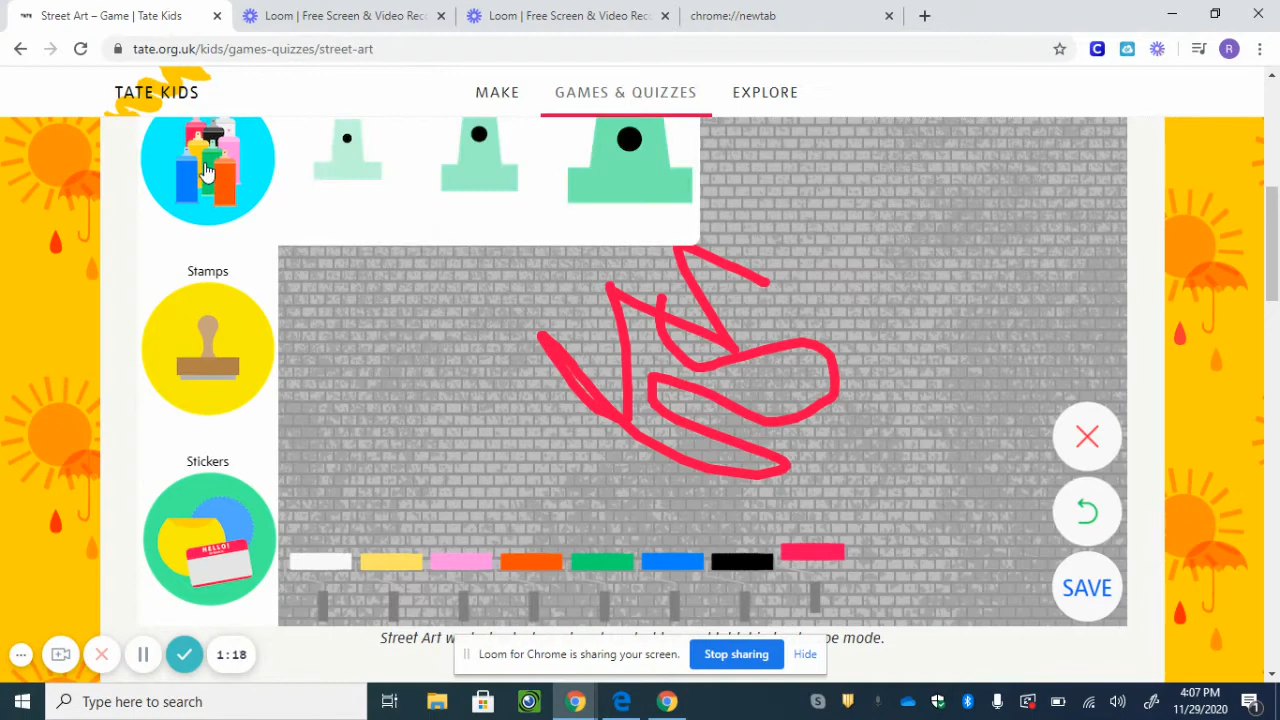 Street Art – Game | Tate Kids
Loom | Free Screen & Video Rec
Loom | Free Screen & Video Rec
chrome://newtab
tate.org.uk/kids/games-quizzes/street-art
R
TATE KIDS
MAKE
GAMES & QUIZZES
EXPLORE
Stamps
Stickers
HELLO!
SAVE
Street Art
mode.
1:18
Loom for Chrome is sharing your screen.
Stop sharing
Hide
Type here to search
4:07 PM
11/29/2020